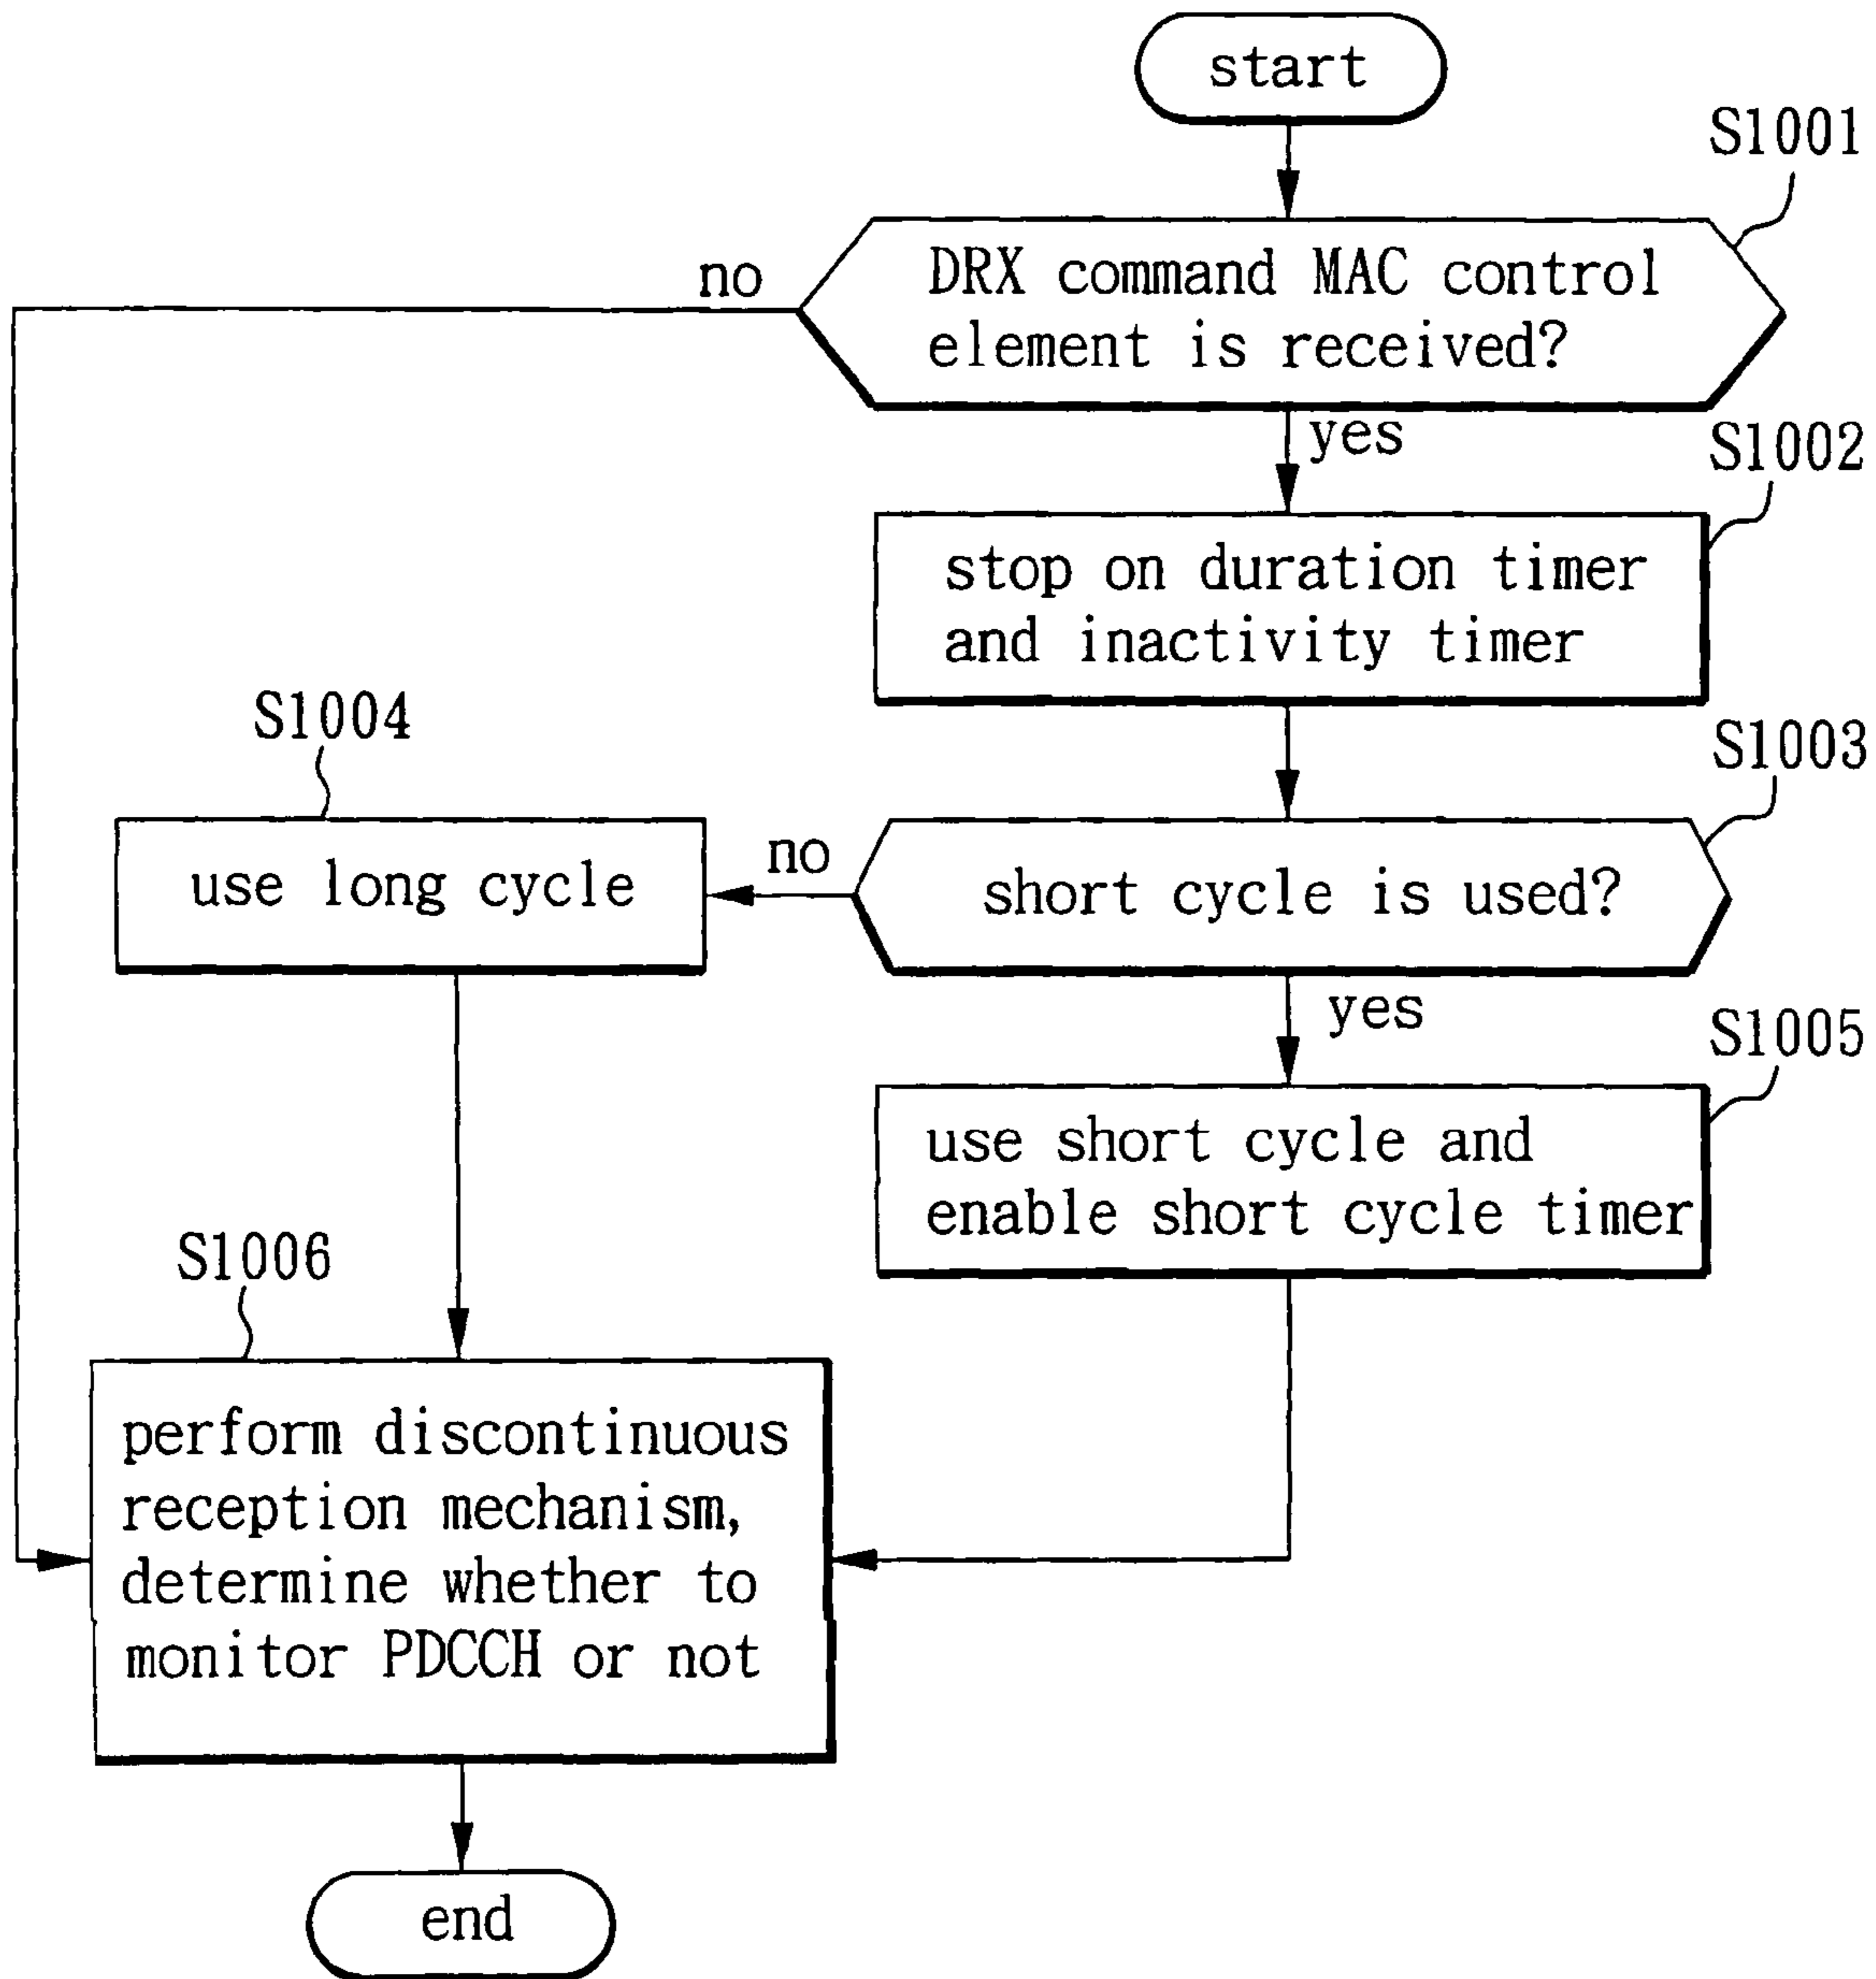 start
S1001
DRX command MAC control
element is received?
no
yes
S1002
stop on duration timer
and inactivity timer
S1003
short cycle is used?
no
S1004
use long cycle
yes
S1005
use short cycle and
enable short cycle timer
S1006
perform discontinuous
reception mechanism,
determine whether to
monitor PDCCH or not
end